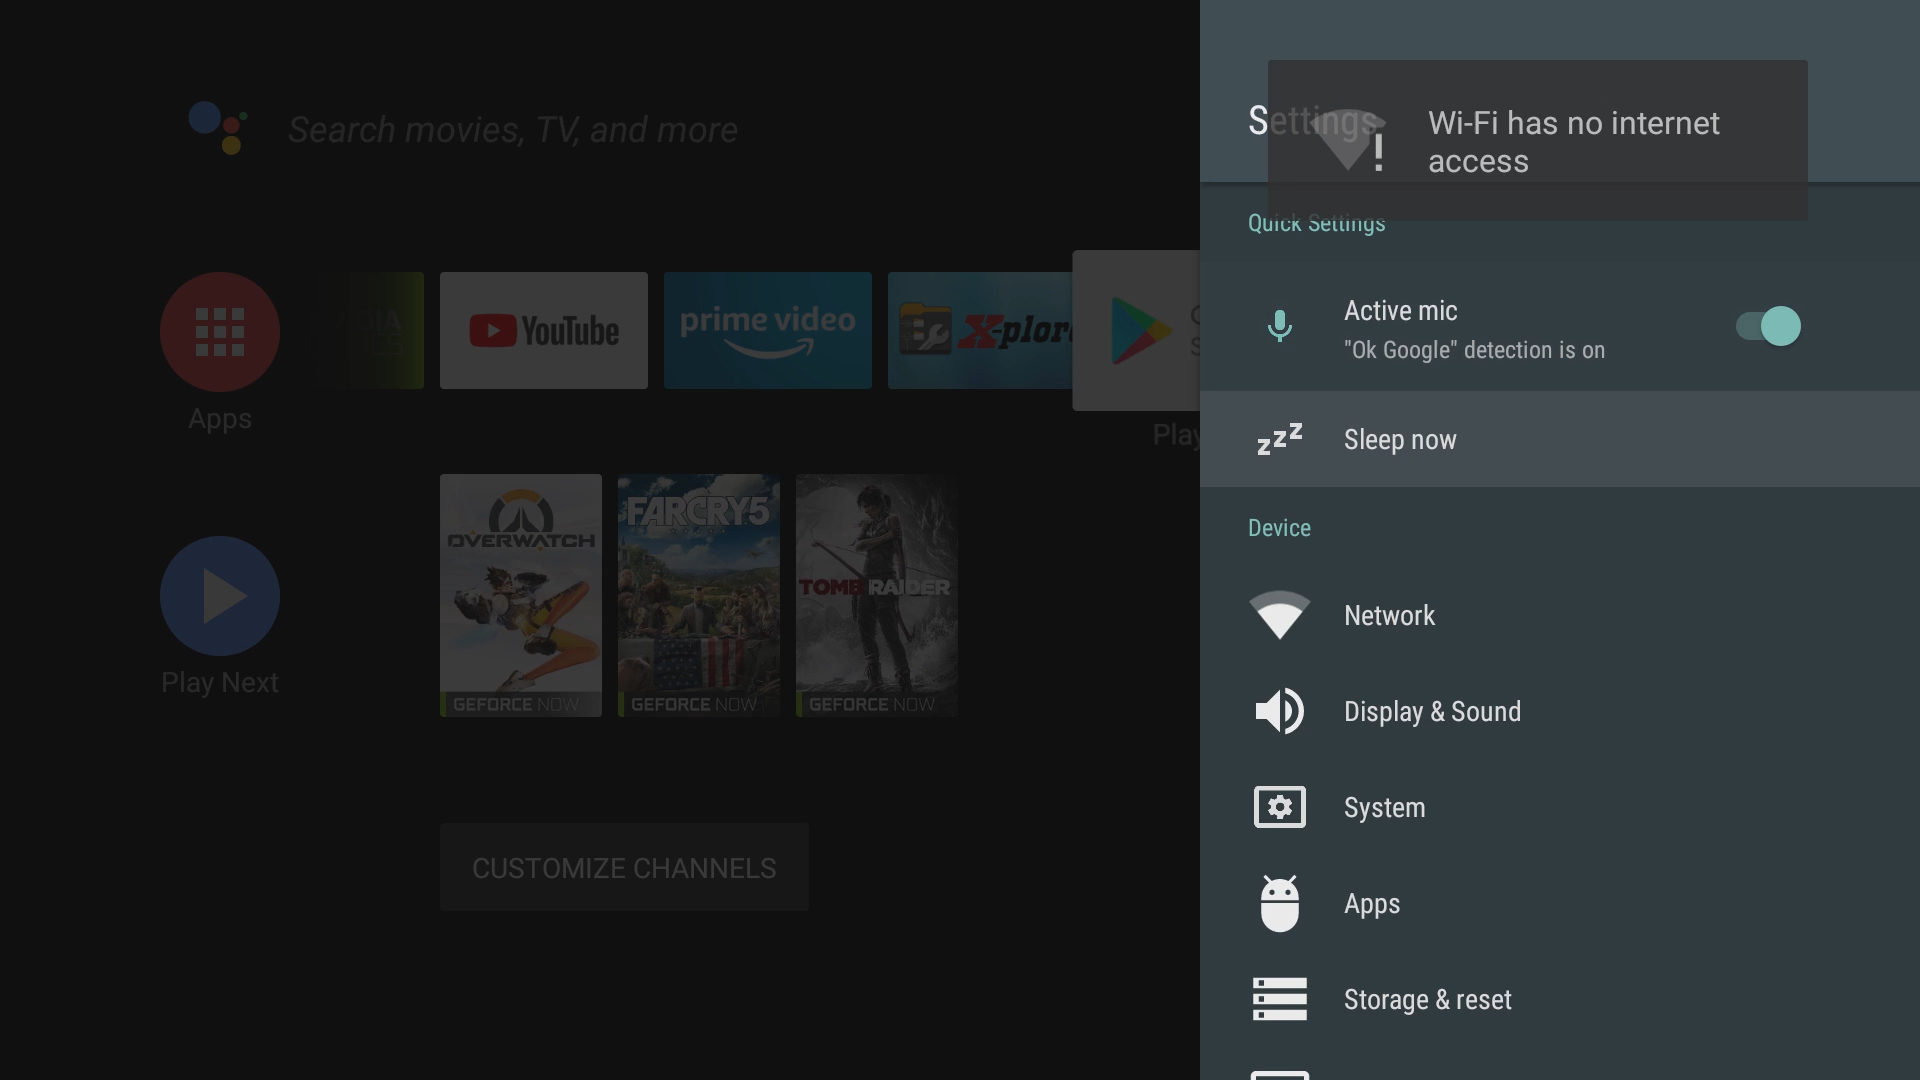 Search movies, TV, and more
Apps
YouTube
prime video
X-plore
Play
OVERWATCH
GEFORCE NOW
FARCRY5
GEFORCE NOW
TOMB RAIDER
GEFORCE NOW
Play Next
CUSTOMIZE CHANNELS
Settings
Wi-Fi has no internet
access
Quick Settings
Active mic
"Ok Google" detection is on
Sleep now
Device
Network
Display & Sound
System
Apps
Storage & reset